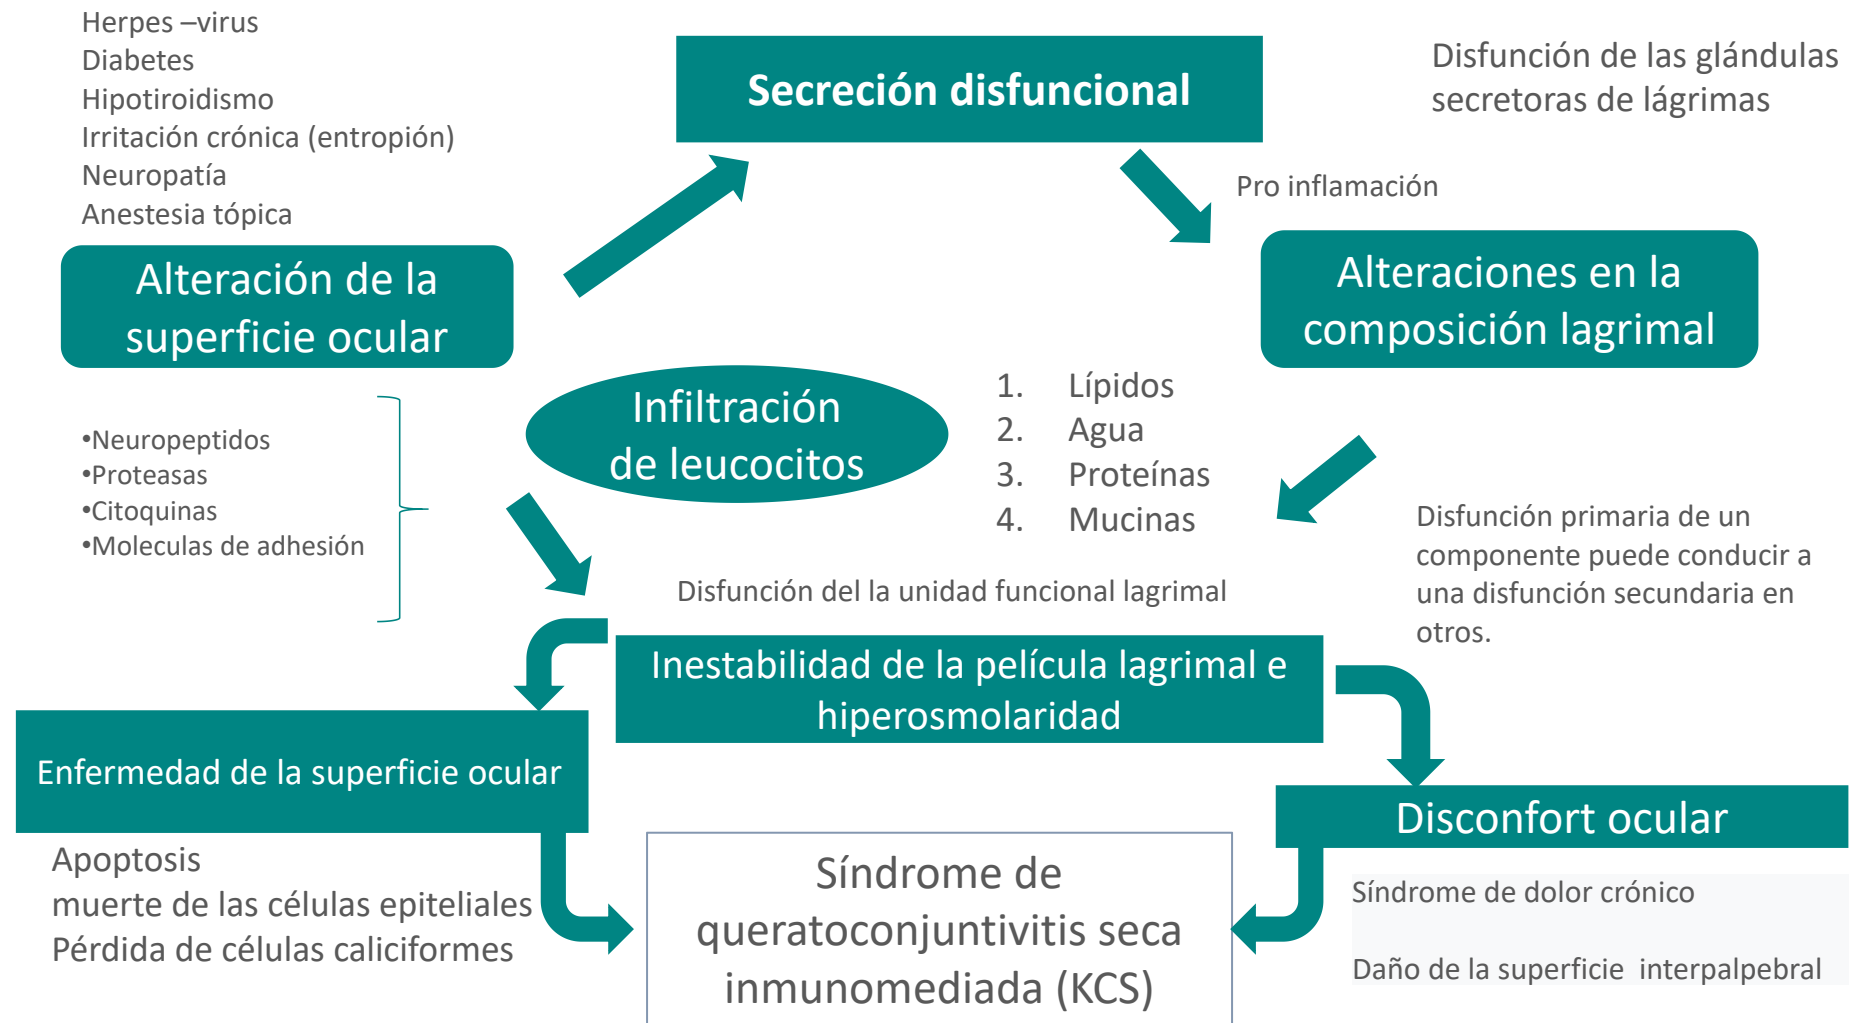 Herpes –virus
Diabetes
Hipotiroidismo
Irritación crónica (entropión)
Neuropatía
Anestesia tópica
Secreción disfuncional
Disfunción de las glándulas
secretoras de lágrimas
Pro inflamación
Alteración de la
superficie ocular
Alteraciones en la
composición lagrimal
Infiltración
de leucocitos
1. Lípidos
2. Agua
3. Proteínas
4. Mucinas
•Neuropeptidos
•Proteasas
•Citoquinas
•Moleculas de adhesión
Disfunción primaria de un
componente puede conducir a
una disfunción secundaria en
otros.
Disfunción del la unidad funcional lagrimal
Inestabilidad de la película lagrimal e
hiperosmolaridad
Enfermedad de la superficie ocular
Disconfort ocular
Apoptosis
muerte de las células epiteliales
Pérdida de células caliciformes
Síndrome de
queratoconjuntivitis seca
inmunomediada (KCS)
Síndrome de dolor crónico
Daño de la superficie interpalpebral